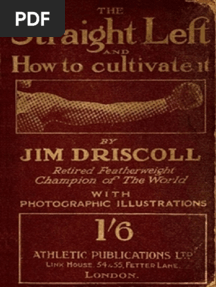 PDF
THE
Straight Left
AND
How to cultivate it
BY
JIM DRISCOLL
Retired Featherweight
Champion of The World
WITH
PHOTOGRAPHIC ILLUSTRATIONS
1/6
ATHLETIC PUBLICATIONS LTD
LINK HOUSE. 54 & 55, FETTER LANE.
LONDON.